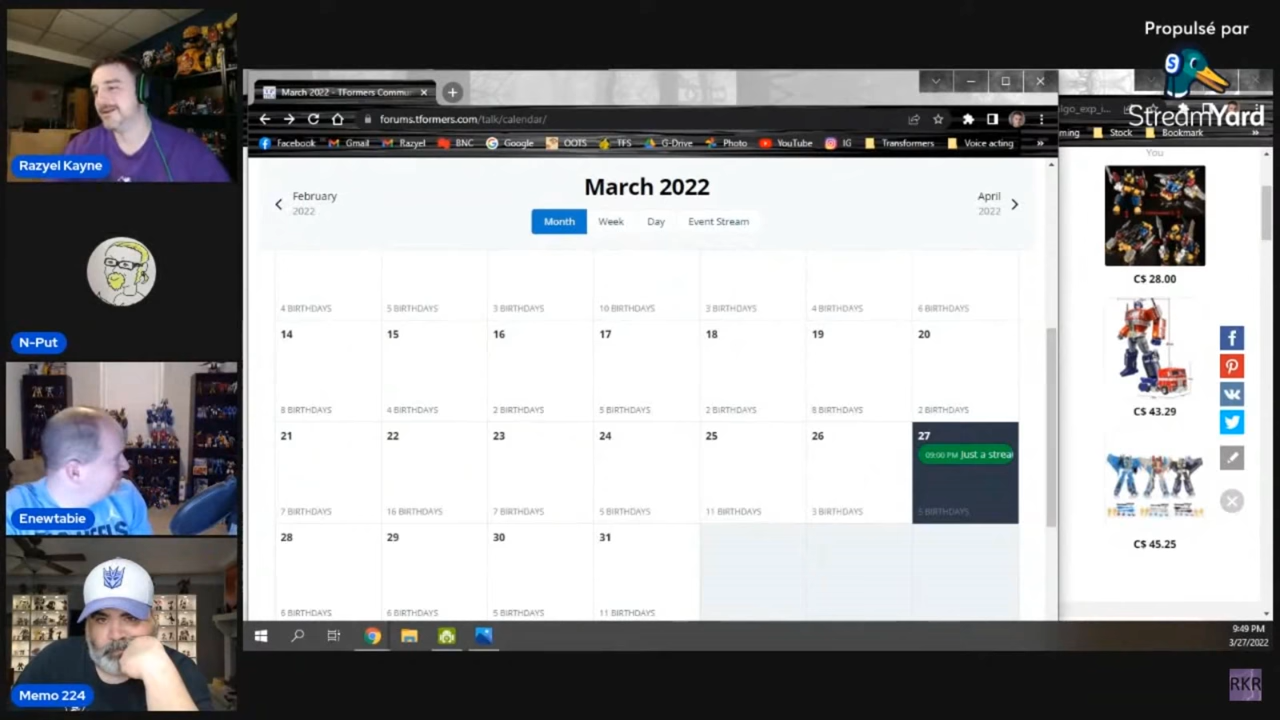 Propulsé par
StreamYard
Razyel Kayne
N-Put
Enewtabie
Memo 224
March 2022 - TFormers Commu
forums.tformers.com/talk/calendar/
Facebook
Gmail
Razyel
BNC
Google
OOTS
TFS
G-Drive
Photo
YouTube
IG
Transformers
Voice acting
»
Stock
Bookmark
»
February
2022
March 2022
April
2022
Month
Week
Day
Event Stream
4 BIRTHDAYS
5 BIRTHDAYS
3 BIRTHDAYS
10 BIRTHDAYS
3 BIRTHDAYS
4 BIRTHDAYS
6 BIRTHDAYS
14
15
16
17
18
19
20
8 BIRTHDAYS
4 BIRTHDAYS
2 BIRTHDAYS
5 BIRTHDAYS
2 BIRTHDAYS
8 BIRTHDAYS
2 BIRTHDAYS
21
22
23
24
25
26
27
09:00 PM Just a strea
7 BIRTHDAYS
16 BIRTHDAYS
7 BIRTHDAYS
5 BIRTHDAYS
11 BIRTHDAYS
3 BIRTHDAYS
5 BIRTHDAYS
28
29
30
31
5 BIRTHDAYS
6 BIRTHDAYS
5 BIRTHDAYS
11 BIRTHDAYS
You
C$ 28.00
C$ 43.29
C$ 45.25
9:49 PM
3/27/2022
RKR